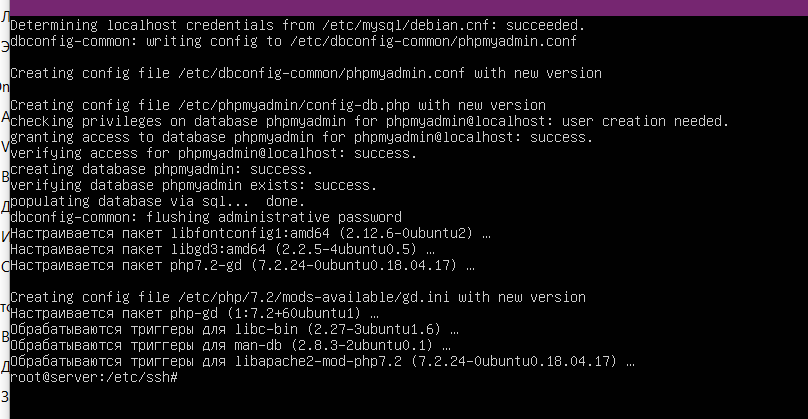 Determining localhost credentials from /etc/mysql/debian.cnf: succeeded.
dbconfig-common: writing config to /etc/dbconfig-common/phpmyadmin.conf
Creating config file /etc/dbconfig-common/phpmyadmin.conf with new version
Creating config file /etc/phpmyadmin/config-db.php with new version
checking privileges on database phpmyadmin for phpmyadmin@localhost: user creation needed.
granting access to database phpmyadmin for phpmyadmin@localhost: success.
verifying access for phpmyadmin@localhost: success.
creating database phpmyadmin: success.
verifying database phpmyadmin exists: success.
populating database via sql...  done.
dbconfig-common: flushing administrative password
Настраивается пакет libfontconfig1:amd64 (2.12.6-0ubuntu2) …
Настраивается пакет libgd3:amd64 (2.2.5-4ubuntu0.5) …
Настраивается пакет php7.2-gd (7.2.24-0ubuntu0.18.04.17) …
Creating config file /etc/php/7.2/mods-available/gd.ini with new version
Настраивается пакет php-gd (1:7.2+60ubuntu1) …
Обрабатываются триггеры для libc-bin (2.27-3ubuntu1.6) …
Обрабатываются триггеры для man-db (2.8.3-2ubuntu0.1) …
Обрабатываются триггеры для libapache2-mod-php7.2 (7.2.24-0ubuntu0.18.04.17) …
root@server:/etc/ssh#